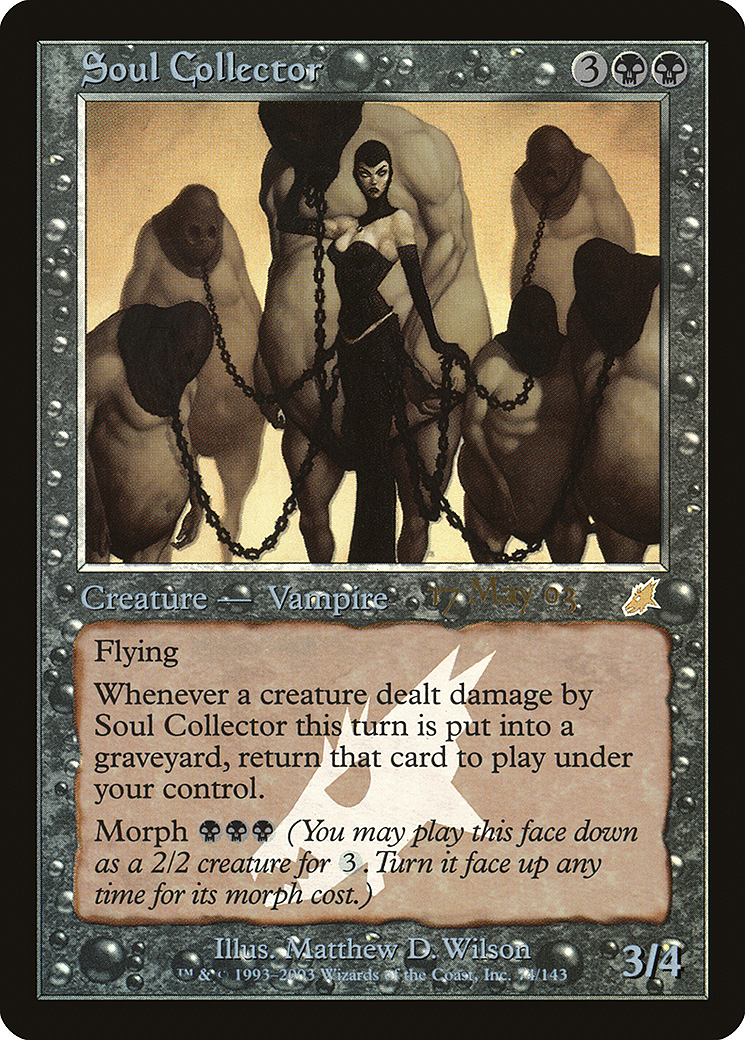 Soul Collector 3
Creature — Vampire 17 May 03
Flying
Whenever a creature dealt damage by
Soul Collector this turn is put into a
graveyard, return that card to play under
your control.
Morph (You may play this face down
as a 2/2 creature for 3. Turn it face up any
time for its morph cost.)
Illus. Matthew D. Wilson
™ & © 1993–2003 Wizards of the Coast, Inc. 74/143
3/4